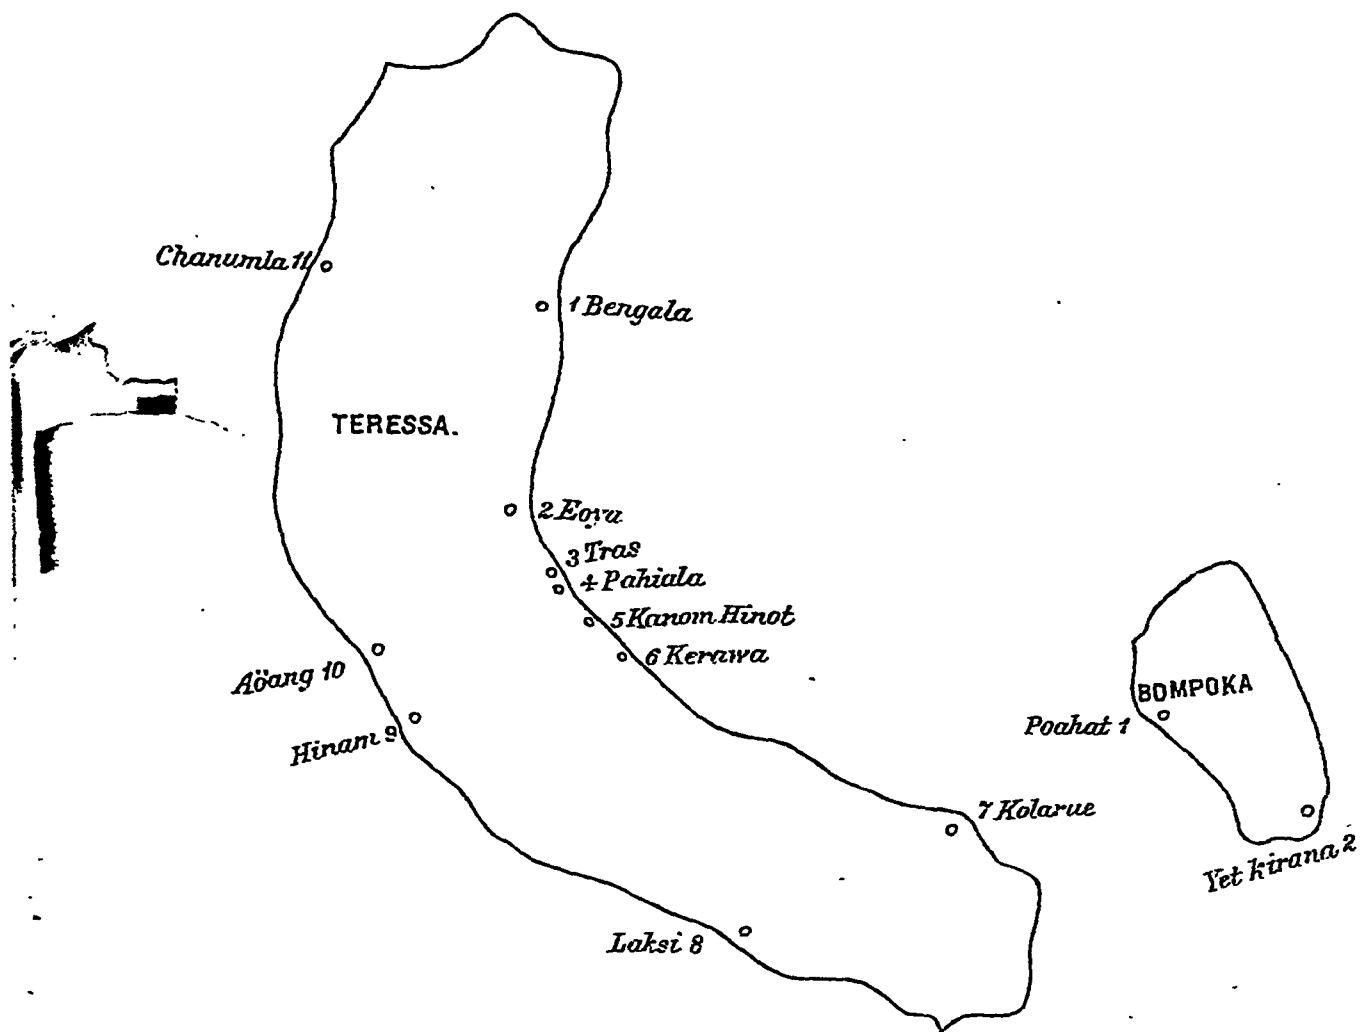 Chanumla 11
1 Bengala
TERESSA.
2 Eoya
3 Tras
4 Pahiala
5 Kanom Hinot
6 Kerawa
Aöang 10
BOMPOKA
Poahat 1
Hinam 9
7 Kolarue
Yet kirana 2
Laksi 8